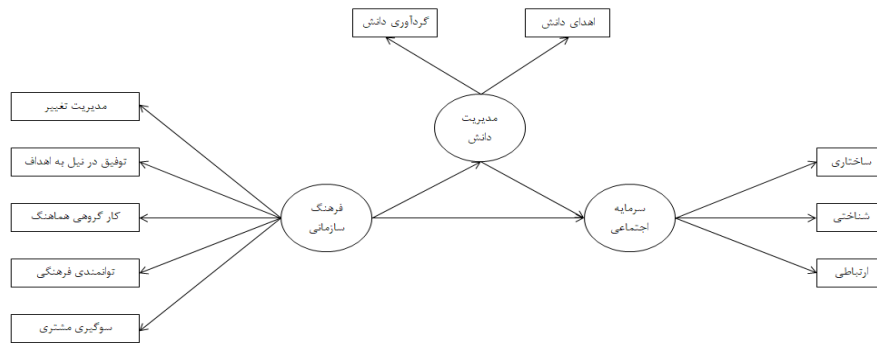 گردآوری دانش
اهدای دانش
مدیریت تغییر
مدیریت
دانش
توفیق در نیل به اهداف
ساختاری
کار گروهی هماهنگ
فرهنگ
سازمانی
سرمایه
اجتماعی
شناختی
توانمندی فرهنگی
ارتباطی
سوگیری مشتری